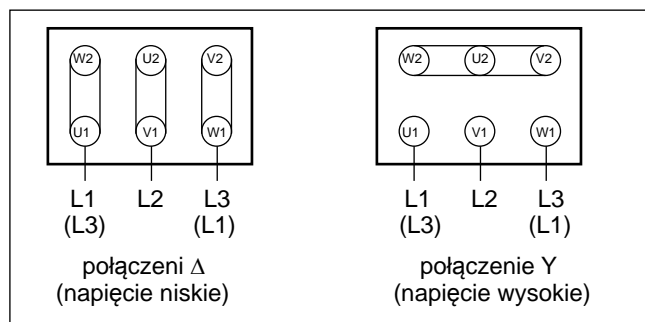 W2 U2 V2
U1 V1 W1
L1 L2 L3
(L3) (L1)
połączeni Δ
(napięcie niskie)
W2 U2 V2
U1 V1 W1
L1 L2 L3
(L3) (L1)
połączenie Y
(napięcie wysokie)